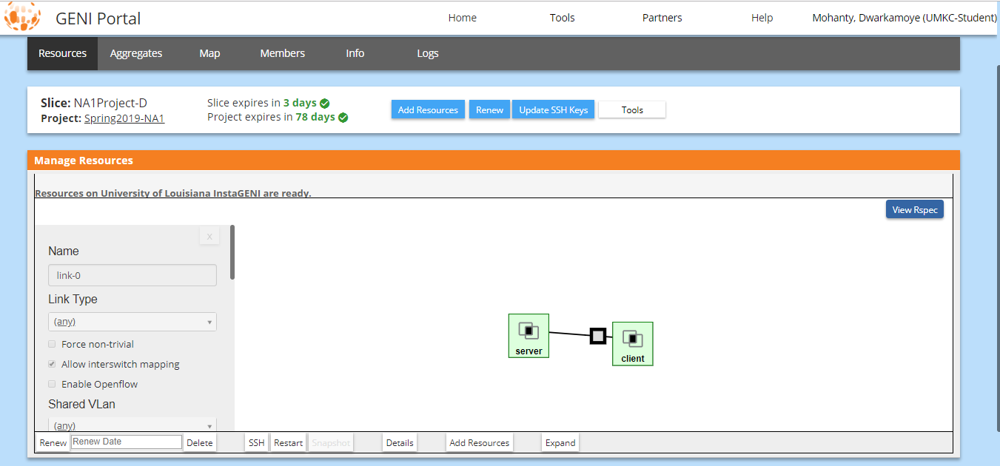 GENI Portal
Home Tools Partners Help Mohanty, Dwarkamoye (UMKC-Student)
Resources Aggregates Map Members Info Logs
Slice: NA1Project-D
Project: Spring2019-NA1
Slice expires in 3 days
Project expires in 78 days
Add Resources Renew Update SSH Keys Tools
Manage Resources
Resources on University of Louisiana InstaGENI are ready.
View Rspec
x
Name
link-0
Link Type
(any)
Force non-trivial
Allow interswitch mapping
Enable Openflow
Shared VLan
(any)
server
client
Renew Renew Date Delete SSH Restart Snapshot Details Add Resources Expand